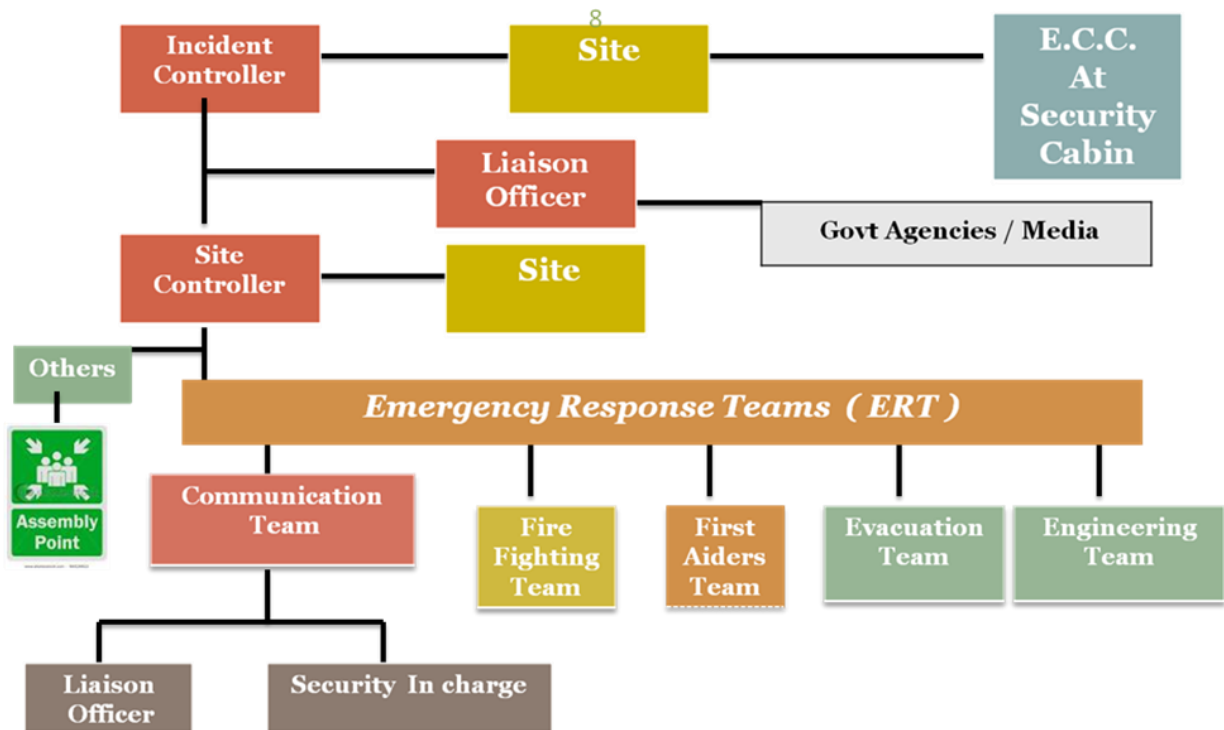 8
Incident
Controller
Site
E.C.C.
At
Security
Cabin
Liaison
Officer
Govt Agencies / Media
Site
Controller
Site
Others
Emergency Response Teams ( ERT )
Assembly
Point
Communication
Team
Fire
Fighting
Team
First
Aiders
Team
Evacuation
Team
Engineering
Team
Liaison
Officer
Security In charge